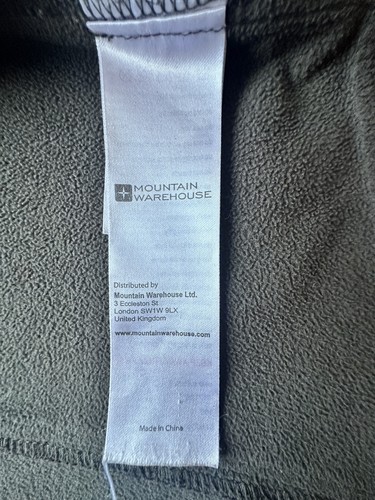 MOUNTAIN
WAREHOUSE
Distributed by
Mountain Warehouse Ltd.
3 Eccleston St
London SW1W 9LX
United Kingdom
www.mountainwarehouse.com
Made in China